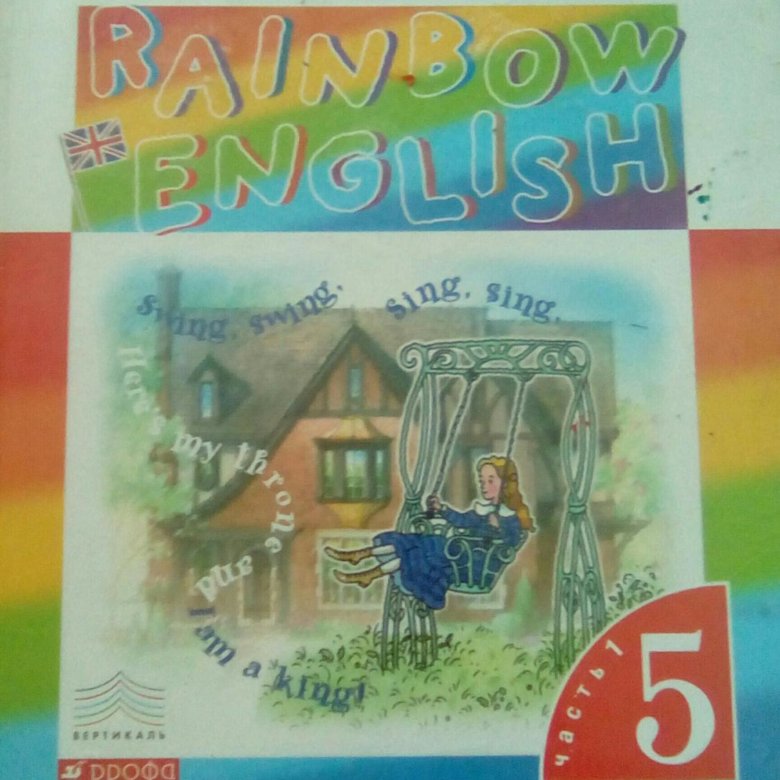 RAINBOW
ENGLISH
Swing, swing,
Sing, sing,
Here's my throne and
I am a king!
часть 1
5
ВЕРТИКАЛЬ
ДРОФА